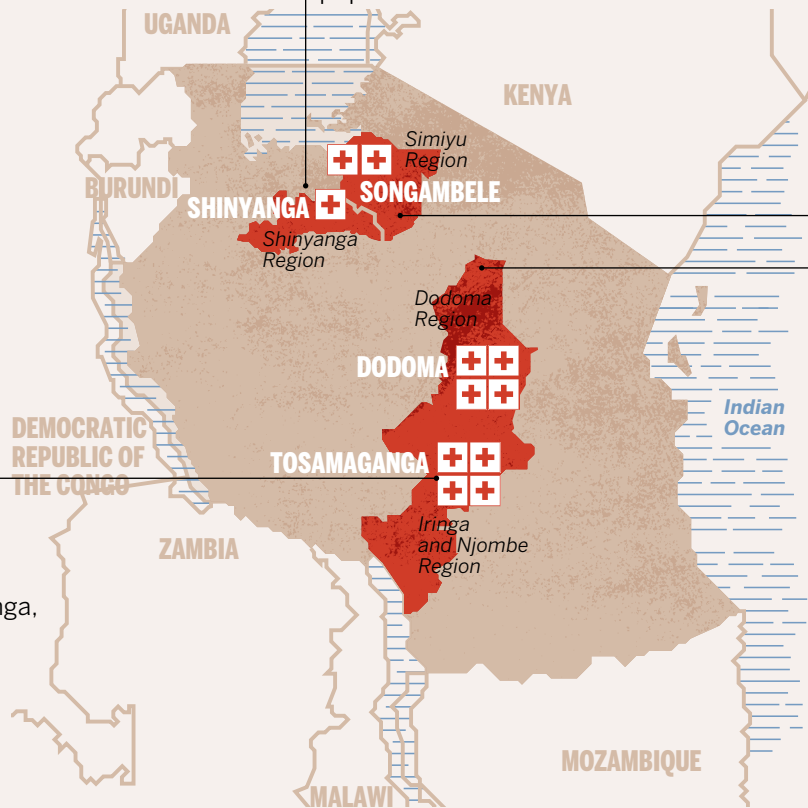 UGANDA
KENYA
Simiyu
Region
BURUNDI
SONGAMBELE
SHINYANGA
Shinyanga
Region
Dodoma
Region
DODOMA
Indian
Ocean
DEMOCRATIC
REPUBLIC OF
THE CONGO
TOSAMAGANGA
Iringa
and Njombe
Region
ZAMBIA
nga,
MOZAMBIQUE
MALAWI